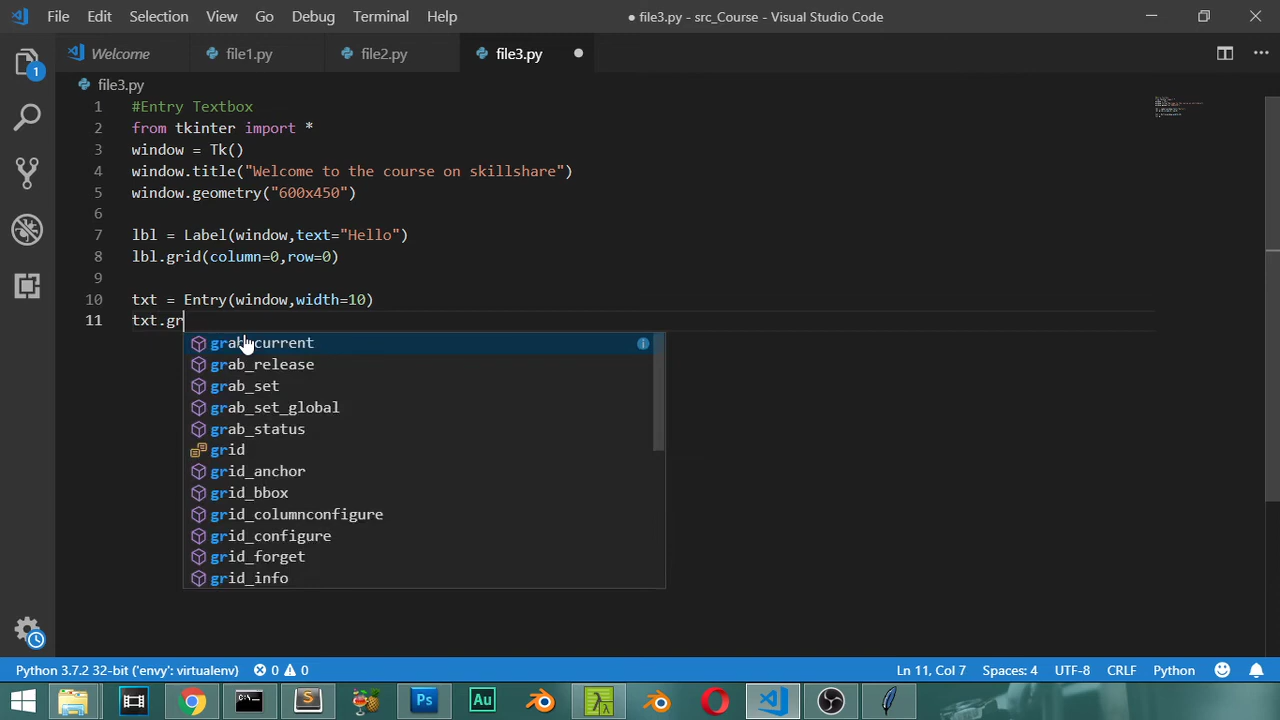 File Edit Selection View Go Debug Terminal Help ● file3.py - src_Course - Visual Studio Code
Welcome file1.py file2.py file3.py
file3.py
1 #Entry Textbox
2 from tkinter import *
3 window = Tk()
4 window.title("Welcome to the course on skillshare")
5 window.geometry("600x450")
6
7 lbl = Label(window,text="Hello")
8 lbl.grid(column=0,row=0)
9
10 txt = Entry(window,width=10)
11 txt.gr
grab_current
grab_release
grab_set
grab_set_global
grab_status
grid
grid_anchor
grid_bbox
grid_columnconfigure
grid_configure
grid_forget
grid_info
1
Python 3.7.2 32-bit ('envy': virtualenv) 0 0 Ln 11, Col 7 Spaces: 4 UTF-8 CRLF Python
Ps Au